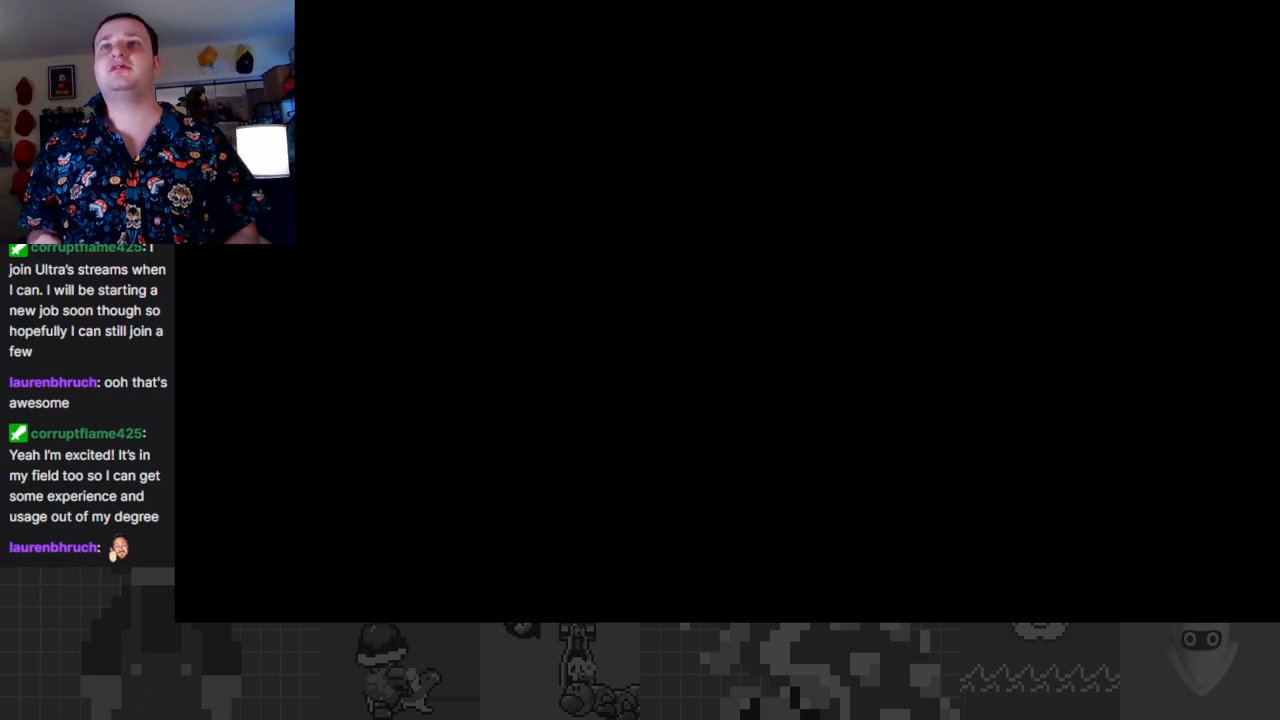 corruptflame425: I
join Ultra's streams when
I can. I will be starting a
new job soon though so
hopefully I can still join a
few
laurenbhruch: ooh that's
awesome
corruptflame425:
Yeah I'm excited! It's in
my field too so I can get
some experience and
usage out of my degree
laurenbhruch: